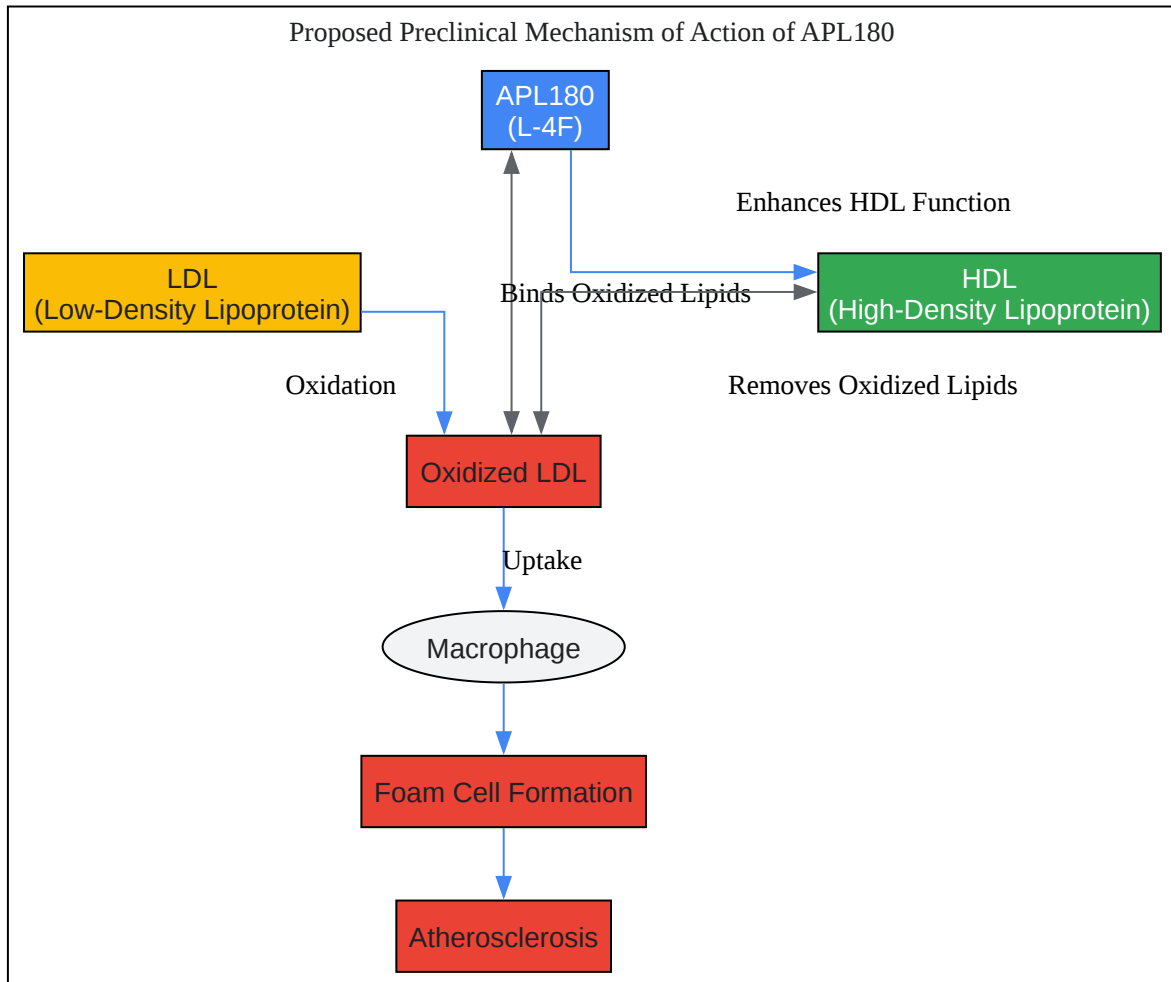 Proposed Preclinical Mechanism of Action of APL180
APL180
(L-4F)
Enhances HDL Function
LDL
(Low-Density Lipoprotein)
Binds Oxidized Lipids
HDL
(High-Density Lipoprotein)
Oxidation
Removes Oxidized Lipids
Oxidized LDL
Uptake
Macrophage
Foam Cell Formation
Atherosclerosis